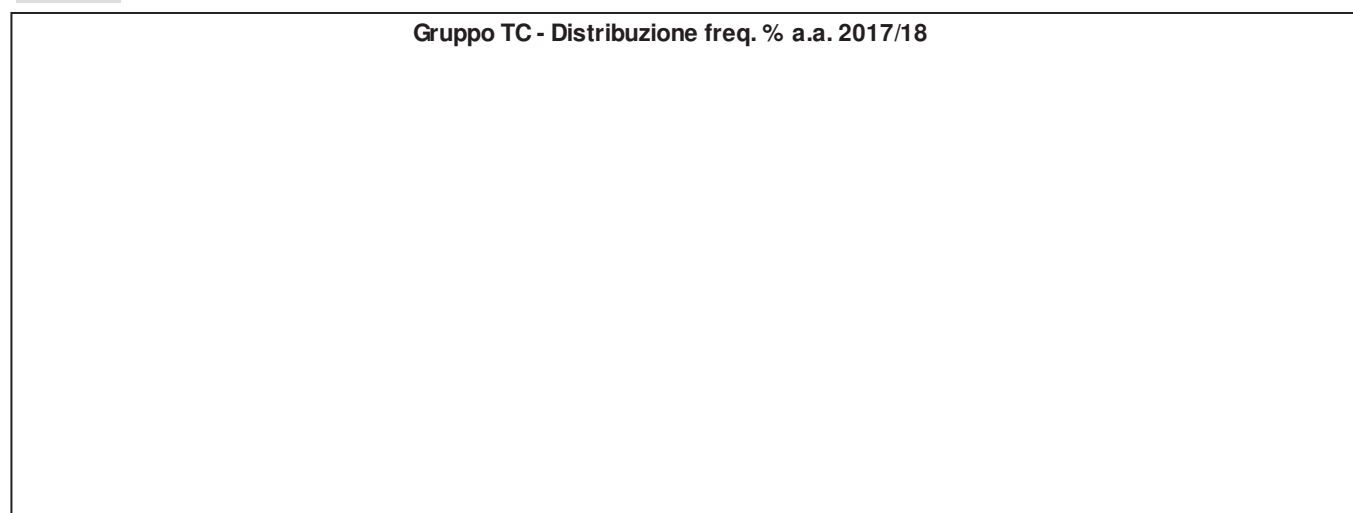 Gruppo TC - Distribuzione freq. % a.a. 2017/18